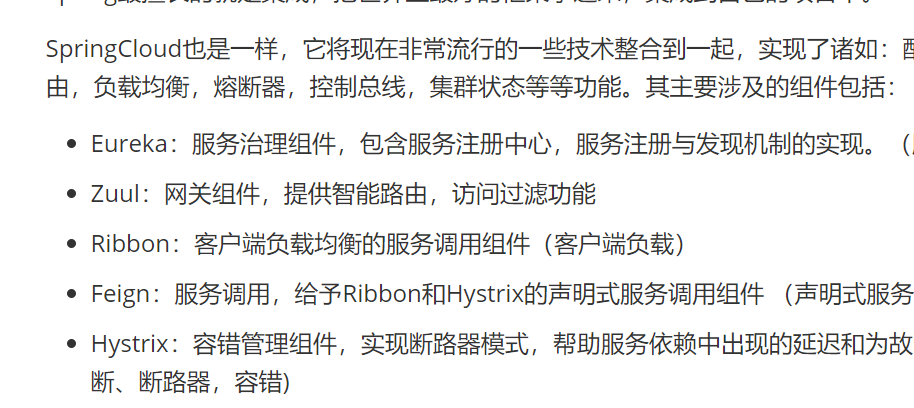 SpringCloud也是一样，它将现在非常流行的一些技术整合到一起，实现了诸如：
由，负载均衡，熔断器，控制总线，集群状态等等功能。其主要涉及的组件包括：
Eureka：服务治理组件，包含服务注册中心，服务注册与发现机制的实现。（
Zuul：网关组件，提供智能路由，访问过滤功能
Ribbon：客户端负载均衡的服务调用组件（客户端负载）
Feign：服务调用，给予Ribbon和Hystrix的声明式服务调用组件 （声明式服务
Hystrix：容错管理组件，实现断路器模式，帮助服务依赖中出现的延迟和为故
断、断路器，容错)